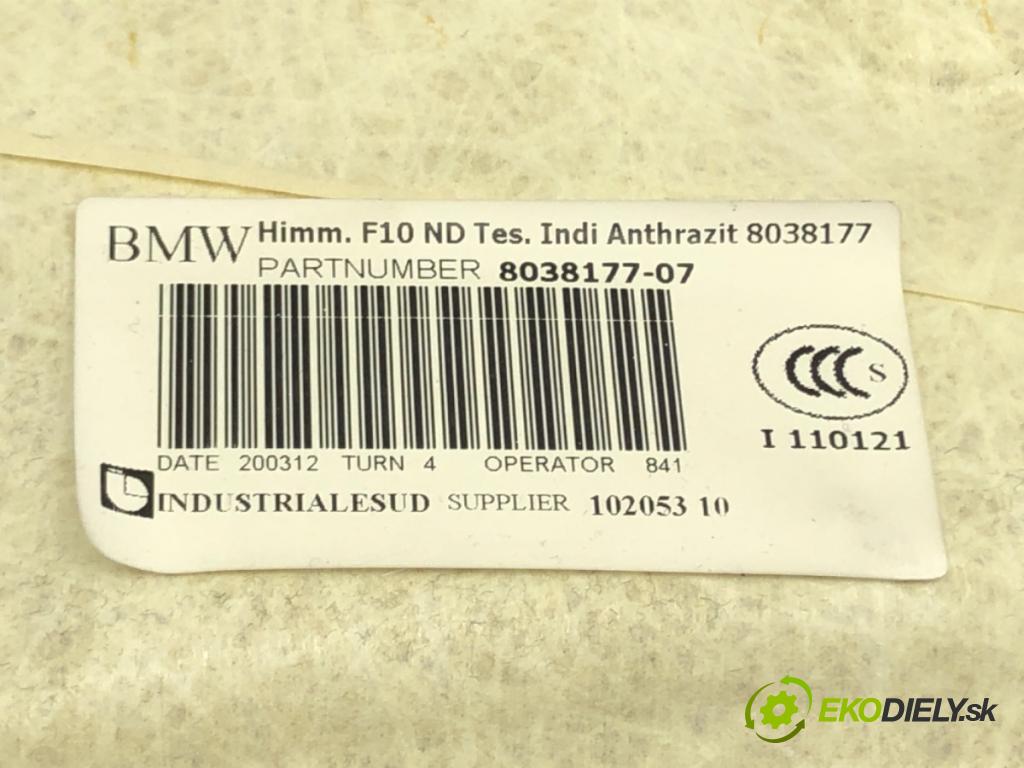 BMW Himm. F10 ND Tes. Indi Anthrazit 8038177
PARTNUMBER 8038177-07
CCC S
I 110121
DATE 200312 TURN 4 OPERATOR 841
INDUSTRIALESUD SUPPLIER 102053 10
EKODIELY.sk